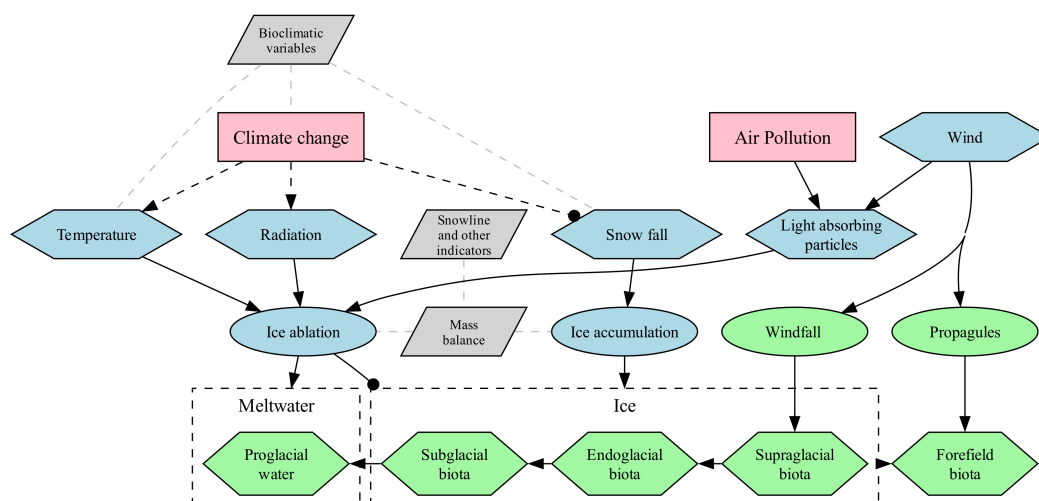 Bioclimatic
variables
Climate change
Air Pollution
Wind
Temperature
Radiation
Snowline
and other
indicators
Snow fall
Light absorbing
particles
Ice ablation
Mass
balance
Ice accumulation
Windfall
Propagules
Meltwater
Ice
Proglacial
water
Subglacial
biota
Endoglacial
biota
Supraglacial
biota
Forefield
biota